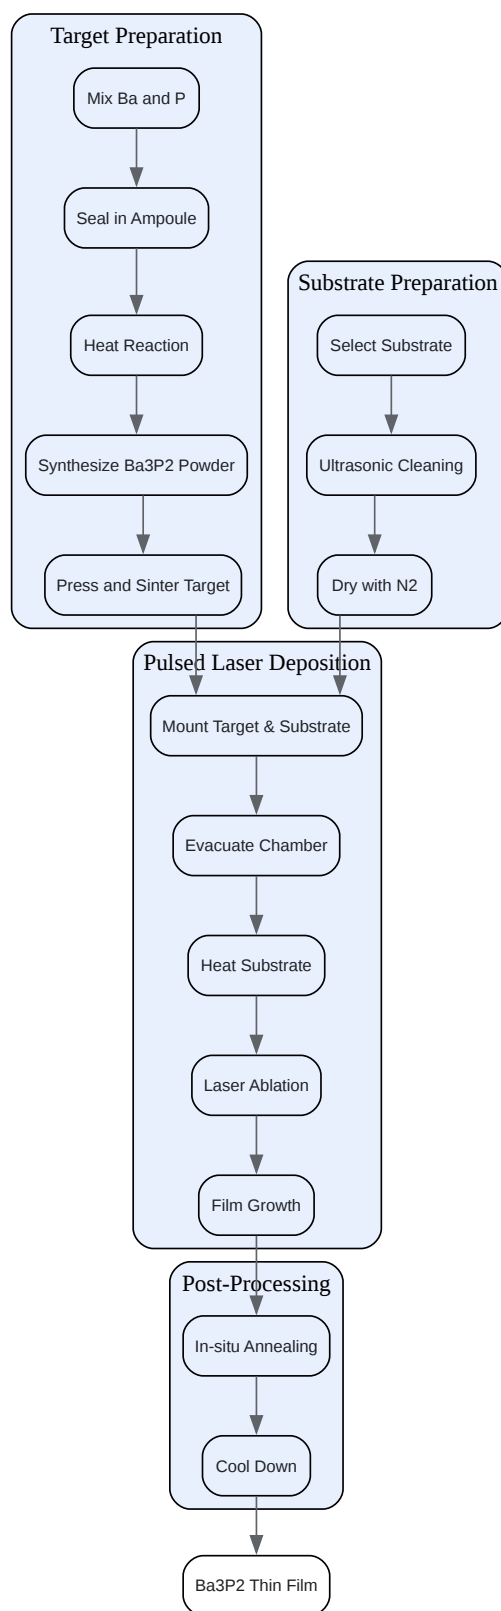 Target Preparation
Mix Ba and P
Seal in Ampoule
Heat Reaction
Synthesize Ba3P2 Powder
Press and Sinter Target
Substrate Preparation
Select Substrate
Ultrasonic Cleaning
Dry with N2
Pulsed Laser Deposition
Mount Target & Substrate
Evacuate Chamber
Heat Substrate
Laser Ablation
Film Growth
Post-Processing
In-situ Annealing
Cool Down
Ba3P2 Thin Film